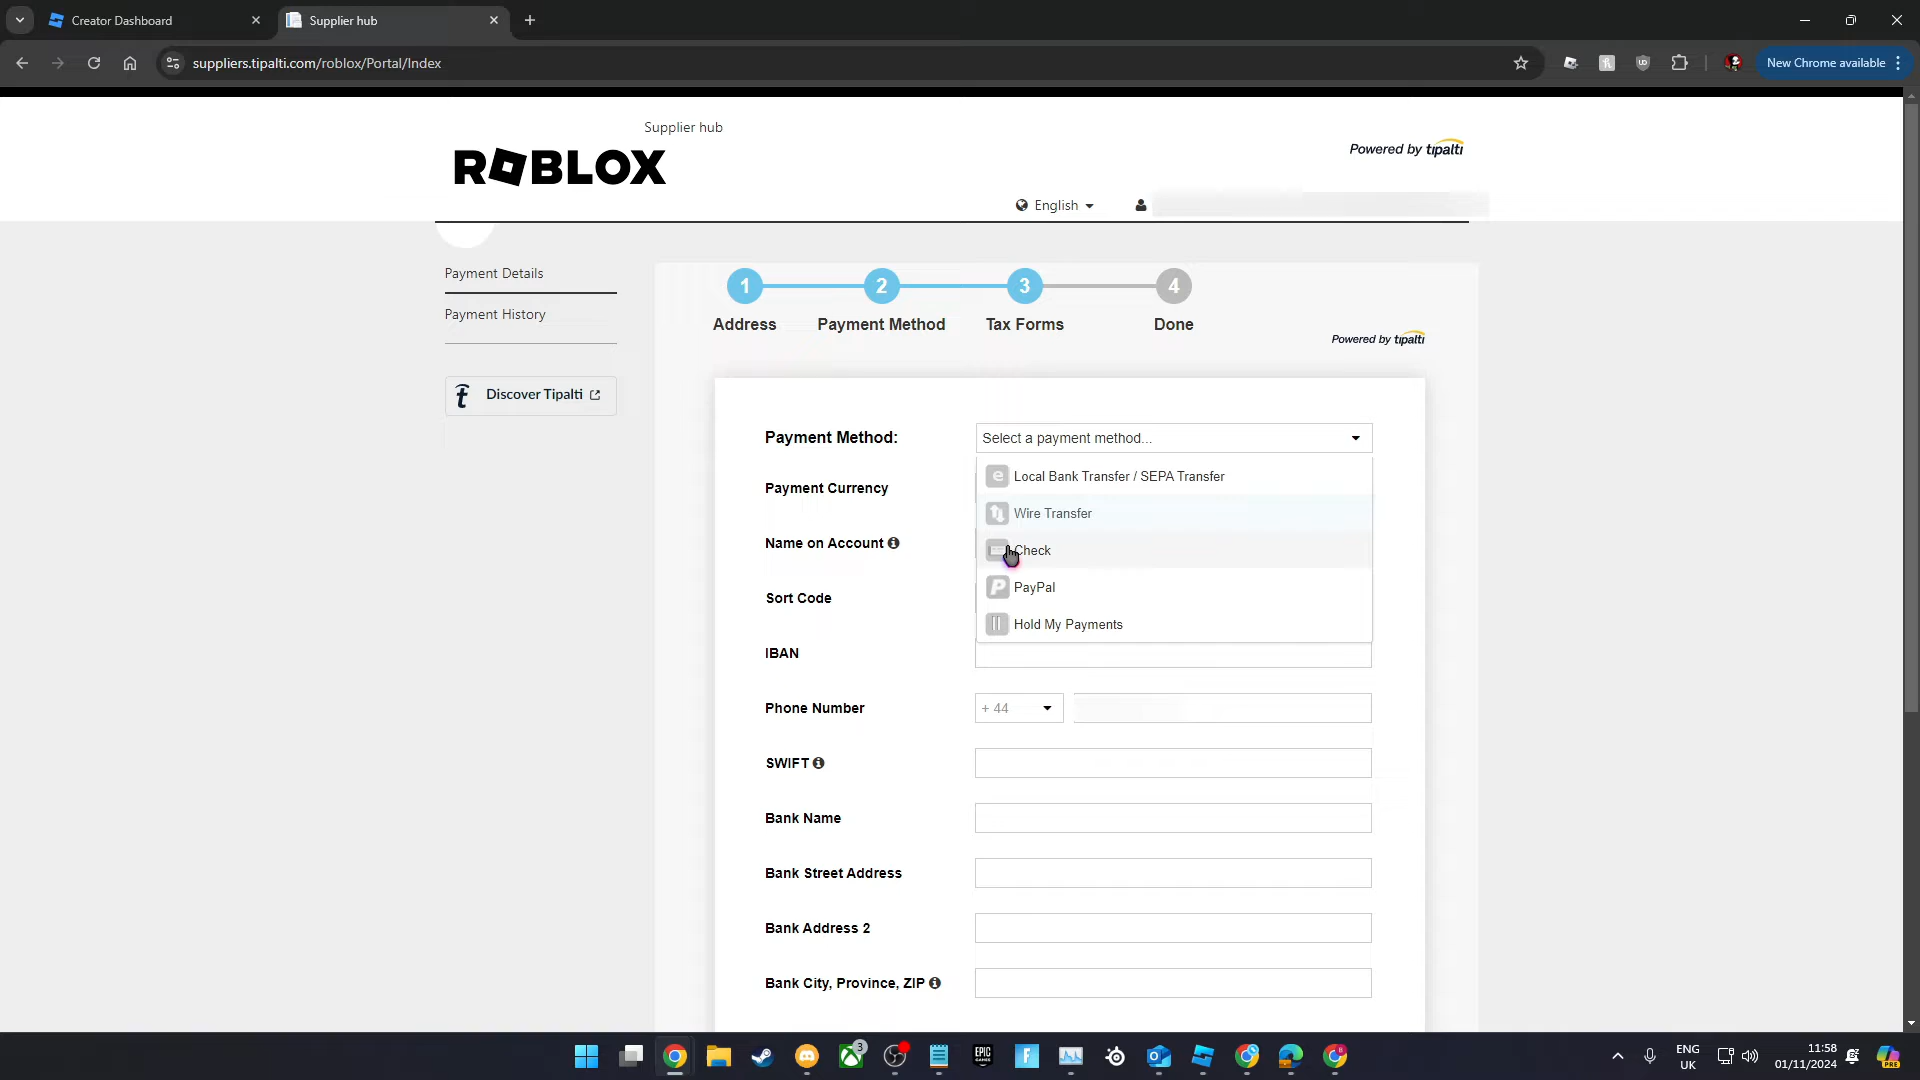 Creator Dashboard
Supplier hub
suppliers.tipalti.com/roblox/Portal/Index
New Chrome available
Supplier hub
ROBLOX
Powered by tipalti
English
Payment Details
Payment History
Discover Tipalti
1
2
3
4
Address
Payment Method
Tax Forms
Done
Powered by tipalti
Payment Method:
Select a payment method...
Local Bank Transfer / SEPA Transfer
Payment Currency
Wire Transfer
Name on Account
Check
PayPal
Sort Code
Hold My Payments
IBAN
Phone Number
+ 44
SWIFT
Bank Name
Bank Street Address
Bank Address 2
Bank City, Province, ZIP
3
EPIC
GAMES
ENG
UK
11:58
01/11/2024
PRE